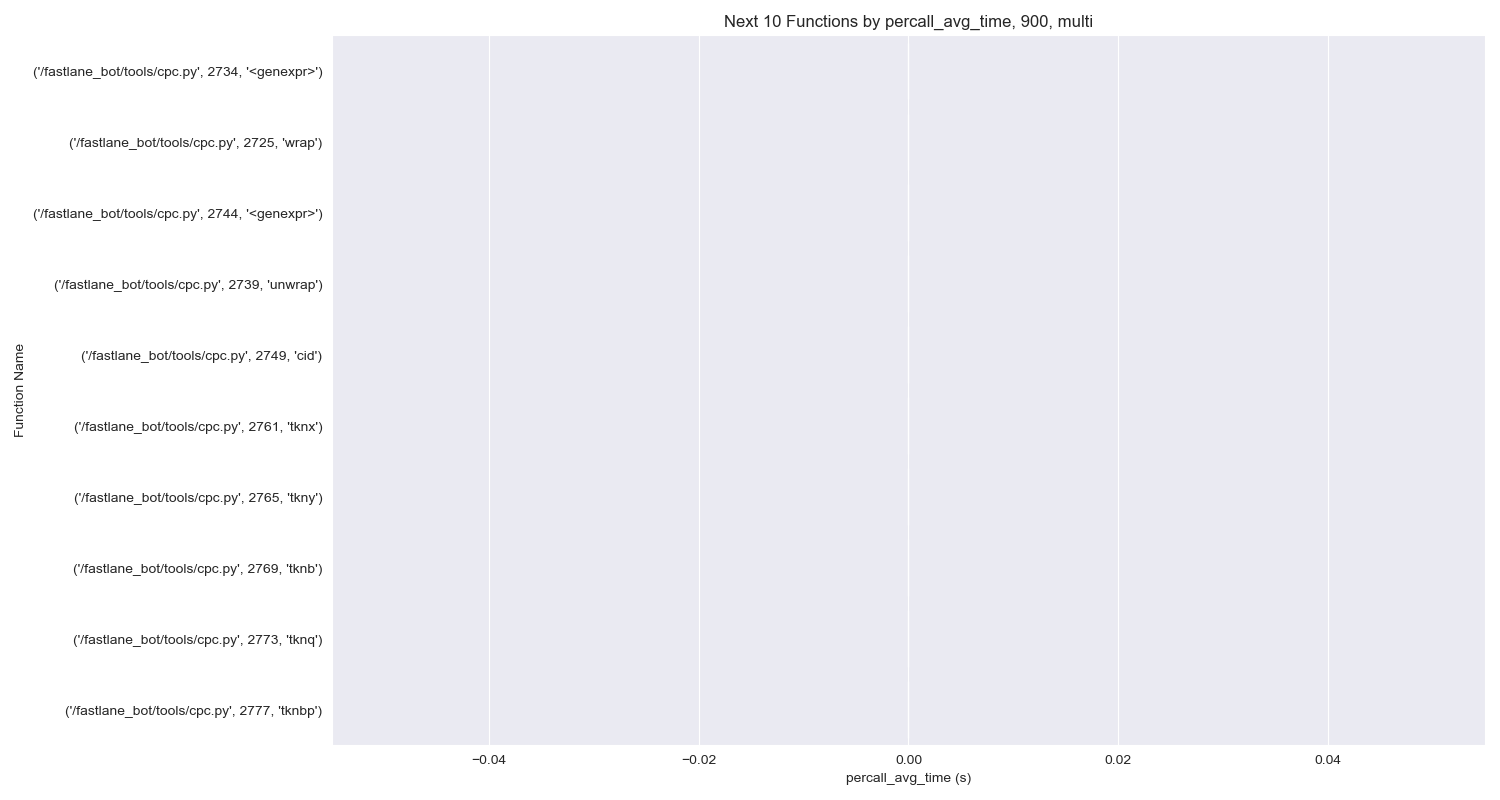 Next 10 Functions by percall_avg_time, 900, multi
('/fastlane_bot/tools/cpc.py', 2734, '<genexpr>')
('/fastlane_bot/tools/cpc.py', 2725, 'wrap')
('/fastlane_bot/tools/cpc.py', 2744, '<genexpr>')
('/fastlane_bot/tools/cpc.py', 2739, 'unwrap')
('/fastlane_bot/tools/cpc.py', 2749, 'cid')
('/fastlane_bot/tools/cpc.py', 2761, 'tknx')
('/fastlane_bot/tools/cpc.py', 2765, 'tkny')
('/fastlane_bot/tools/cpc.py', 2769, 'tknb')
('/fastlane_bot/tools/cpc.py', 2773, 'tknq')
('/fastlane_bot/tools/cpc.py', 2777, 'tknbp')
Function Name
−0.04 −0.02 0.00 0.02 0.04
percall_avg_time (s)